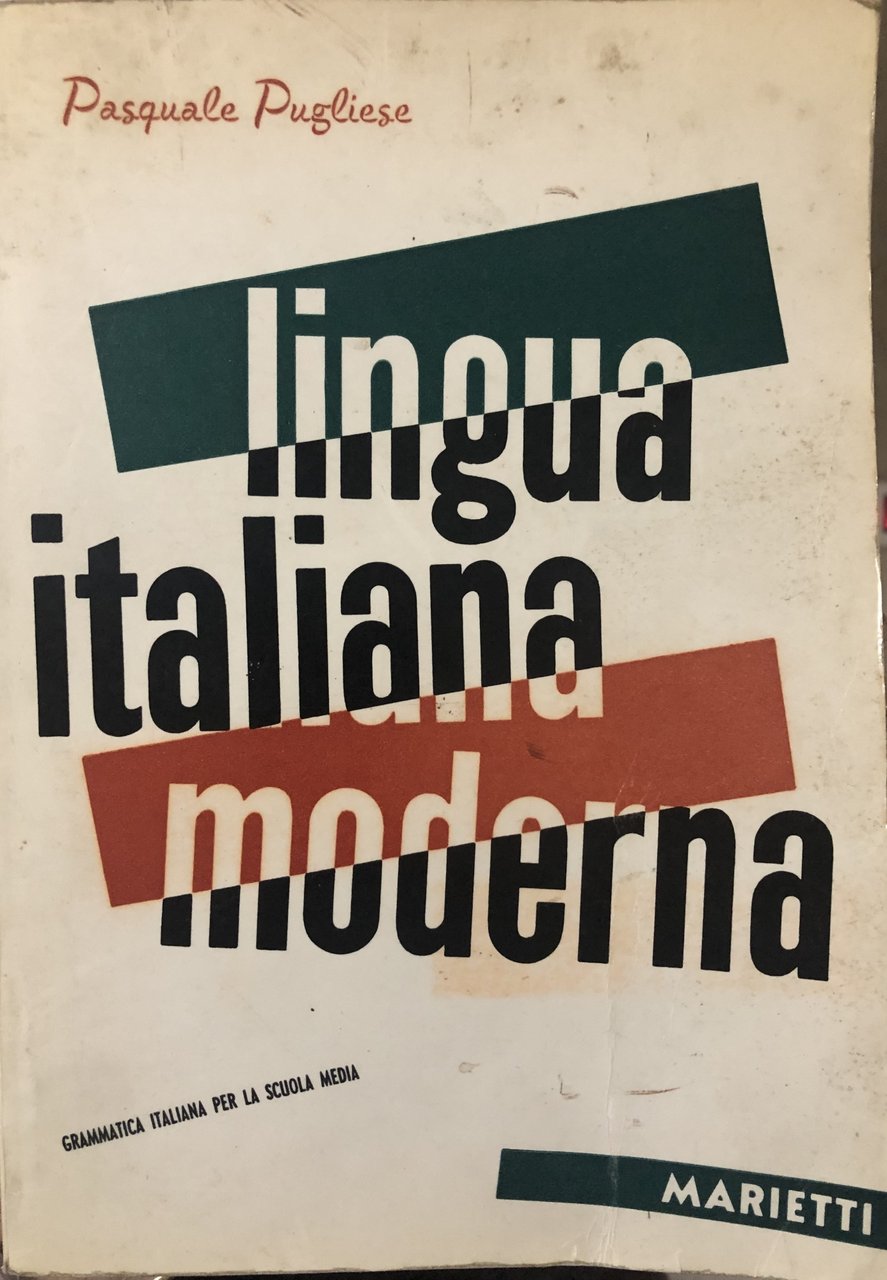 Pasquale Pugliese
lingua
italiana
moderna
GRAMMATICA ITALIANA PER LA SCUOLA MEDIA
MARIETTI